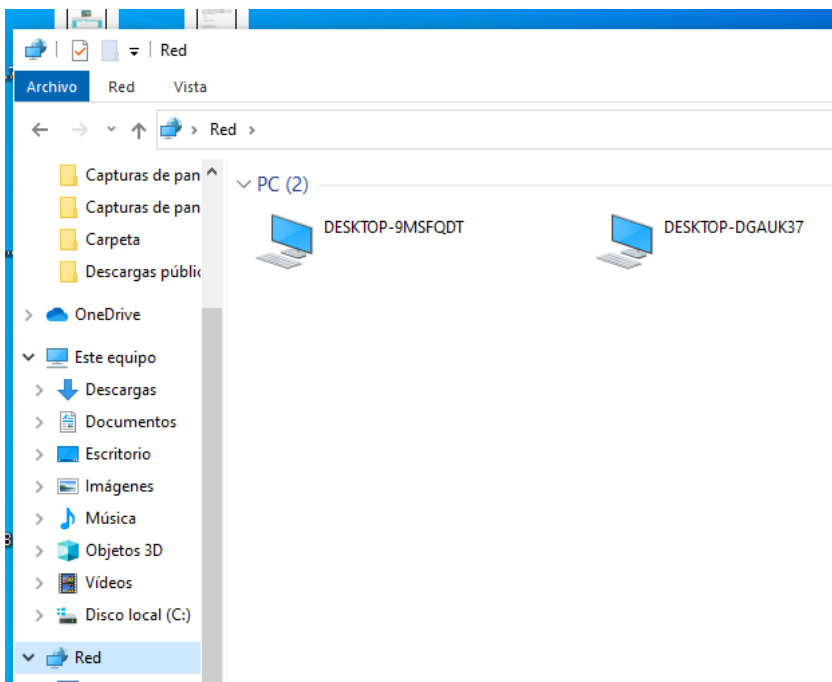 Red
Archivo Red Vista
Red
Capturas de pan
Capturas de pan
Carpeta
Descargas públic
OneDrive
Este equipo
Descargas
Documentos
Escritorio
Imágenes
Música
Objetos 3D
Vídeos
Disco local (C:)
Red
PC (2)
DESKTOP-9MSFQDT
DESKTOP-DGAUK37